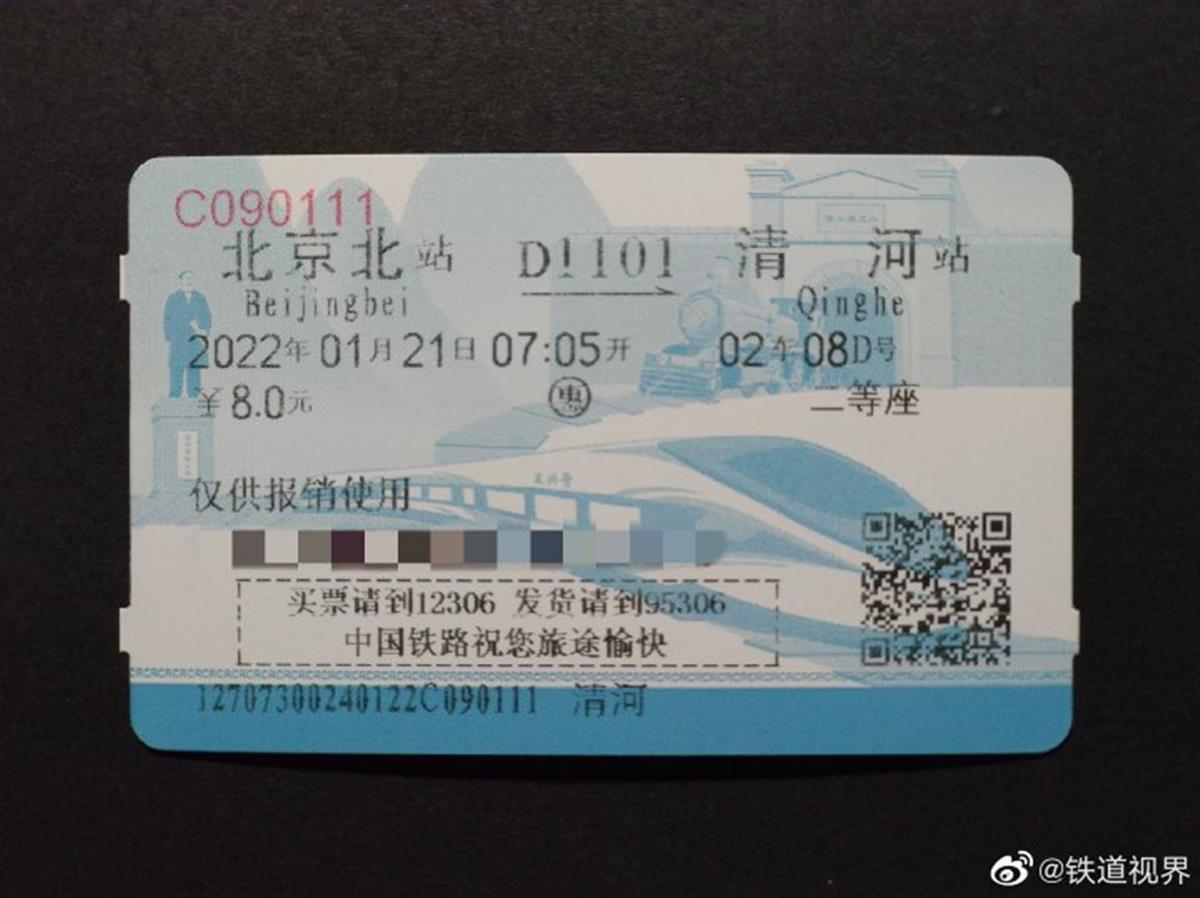 C090111
北京北站 D1101 清河站
Beijingbei Qinghe
2022年01月21日 07:05开 02车08D号
￥8.0元 惠 二等座
仅供报销使用
买票请到12306 发货请到95306
中国铁路祝您旅途愉快
12707300240122C090111 清河
@铁道视界